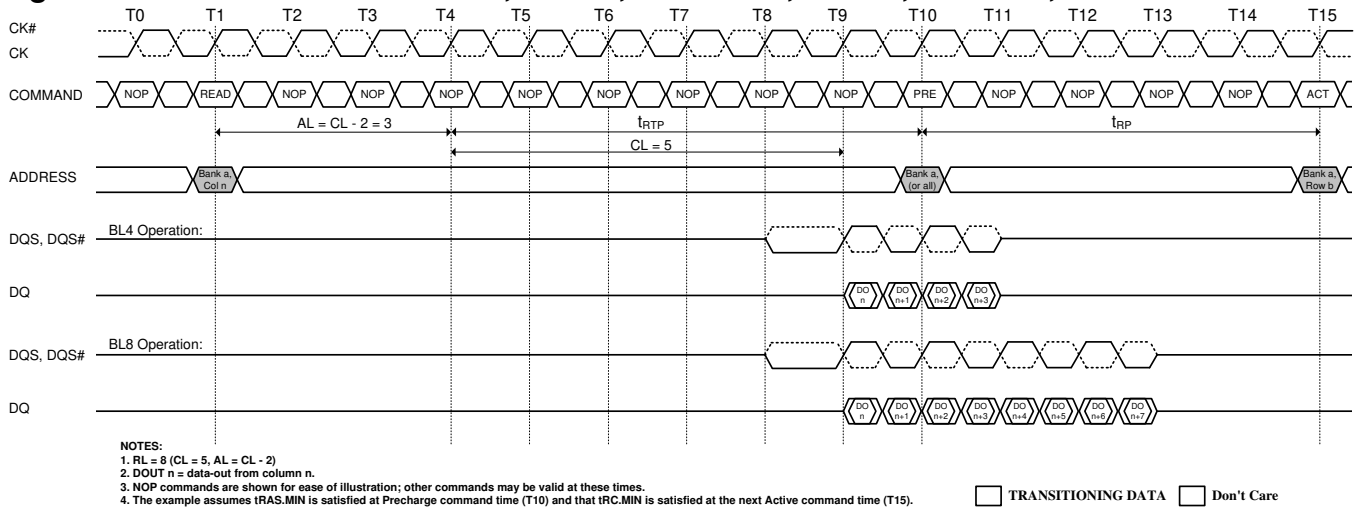 T0 T1 T2 T3 T4 T5 T6 T7 T8 T9 T10 T11 T12 T13 T14 T15
CK#
CK
COMMAND NOP READ NOP NOP NOP NOP NOP NOP NOP NOP PRE NOP NOP NOP NOP ACT
AL = CL - 2 = 3 tRTP tRP
CL = 5
ADDRESS Bank a, Col n Bank a, (or all) Bank a, Row b
BL4 Operation:
DQS, DQS#
DQ DO n DO n+1 DO n+2 DO n+3
BL8 Operation:
DQS, DQS#
DQ DO n DO n+1 DO n+2 DO n+3 DO n+4 DO n+5 DO n+6 DO n+7
NOTES:
1. RL = 8 (CL = 5, AL = CL - 2)
2. DOUT n = data-out from column n.
3. NOP commands are shown for ease of illustration; other commands may be valid at these times.
4. The example assumes tRAS.MIN is satisfied at Precharge command time (T10) and that tRC.MIN is satisfied at the next Active command time (T15).
TRANSITIONING DATA Don't Care